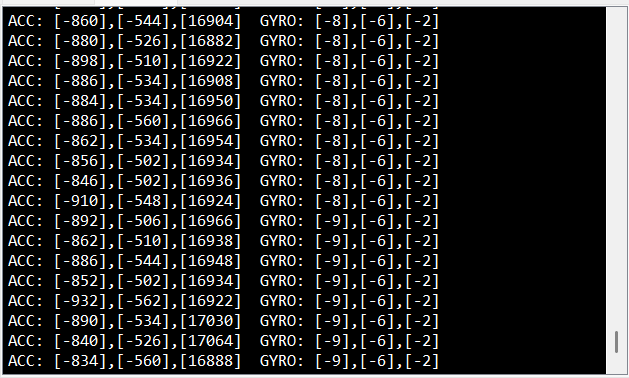 ACC: [-860],[-544],[16904]  GYRO: [-8],[-6],[-2]
ACC: [-880],[-526],[16882]  GYRO: [-8],[-6],[-2]
ACC: [-898],[-510],[16922]  GYRO: [-8],[-6],[-2]
ACC: [-886],[-534],[16908]  GYRO: [-8],[-6],[-2]
ACC: [-884],[-534],[16950]  GYRO: [-8],[-6],[-2]
ACC: [-886],[-560],[16966]  GYRO: [-8],[-6],[-2]
ACC: [-862],[-534],[16954]  GYRO: [-8],[-6],[-2]
ACC: [-856],[-502],[16934]  GYRO: [-8],[-6],[-2]
ACC: [-846],[-502],[16936]  GYRO: [-8],[-6],[-2]
ACC: [-910],[-548],[16924]  GYRO: [-8],[-6],[-2]
ACC: [-892],[-506],[16966]  GYRO: [-9],[-6],[-2]
ACC: [-862],[-510],[16938]  GYRO: [-9],[-6],[-2]
ACC: [-886],[-544],[16948]  GYRO: [-9],[-6],[-2]
ACC: [-852],[-502],[16934]  GYRO: [-9],[-6],[-2]
ACC: [-932],[-562],[16922]  GYRO: [-9],[-6],[-2]
ACC: [-890],[-534],[17030]  GYRO: [-9],[-6],[-2]
ACC: [-840],[-526],[17064]  GYRO: [-9],[-6],[-2]
ACC: [-834],[-560],[16888]  GYRO: [-9],[-6],[-2]